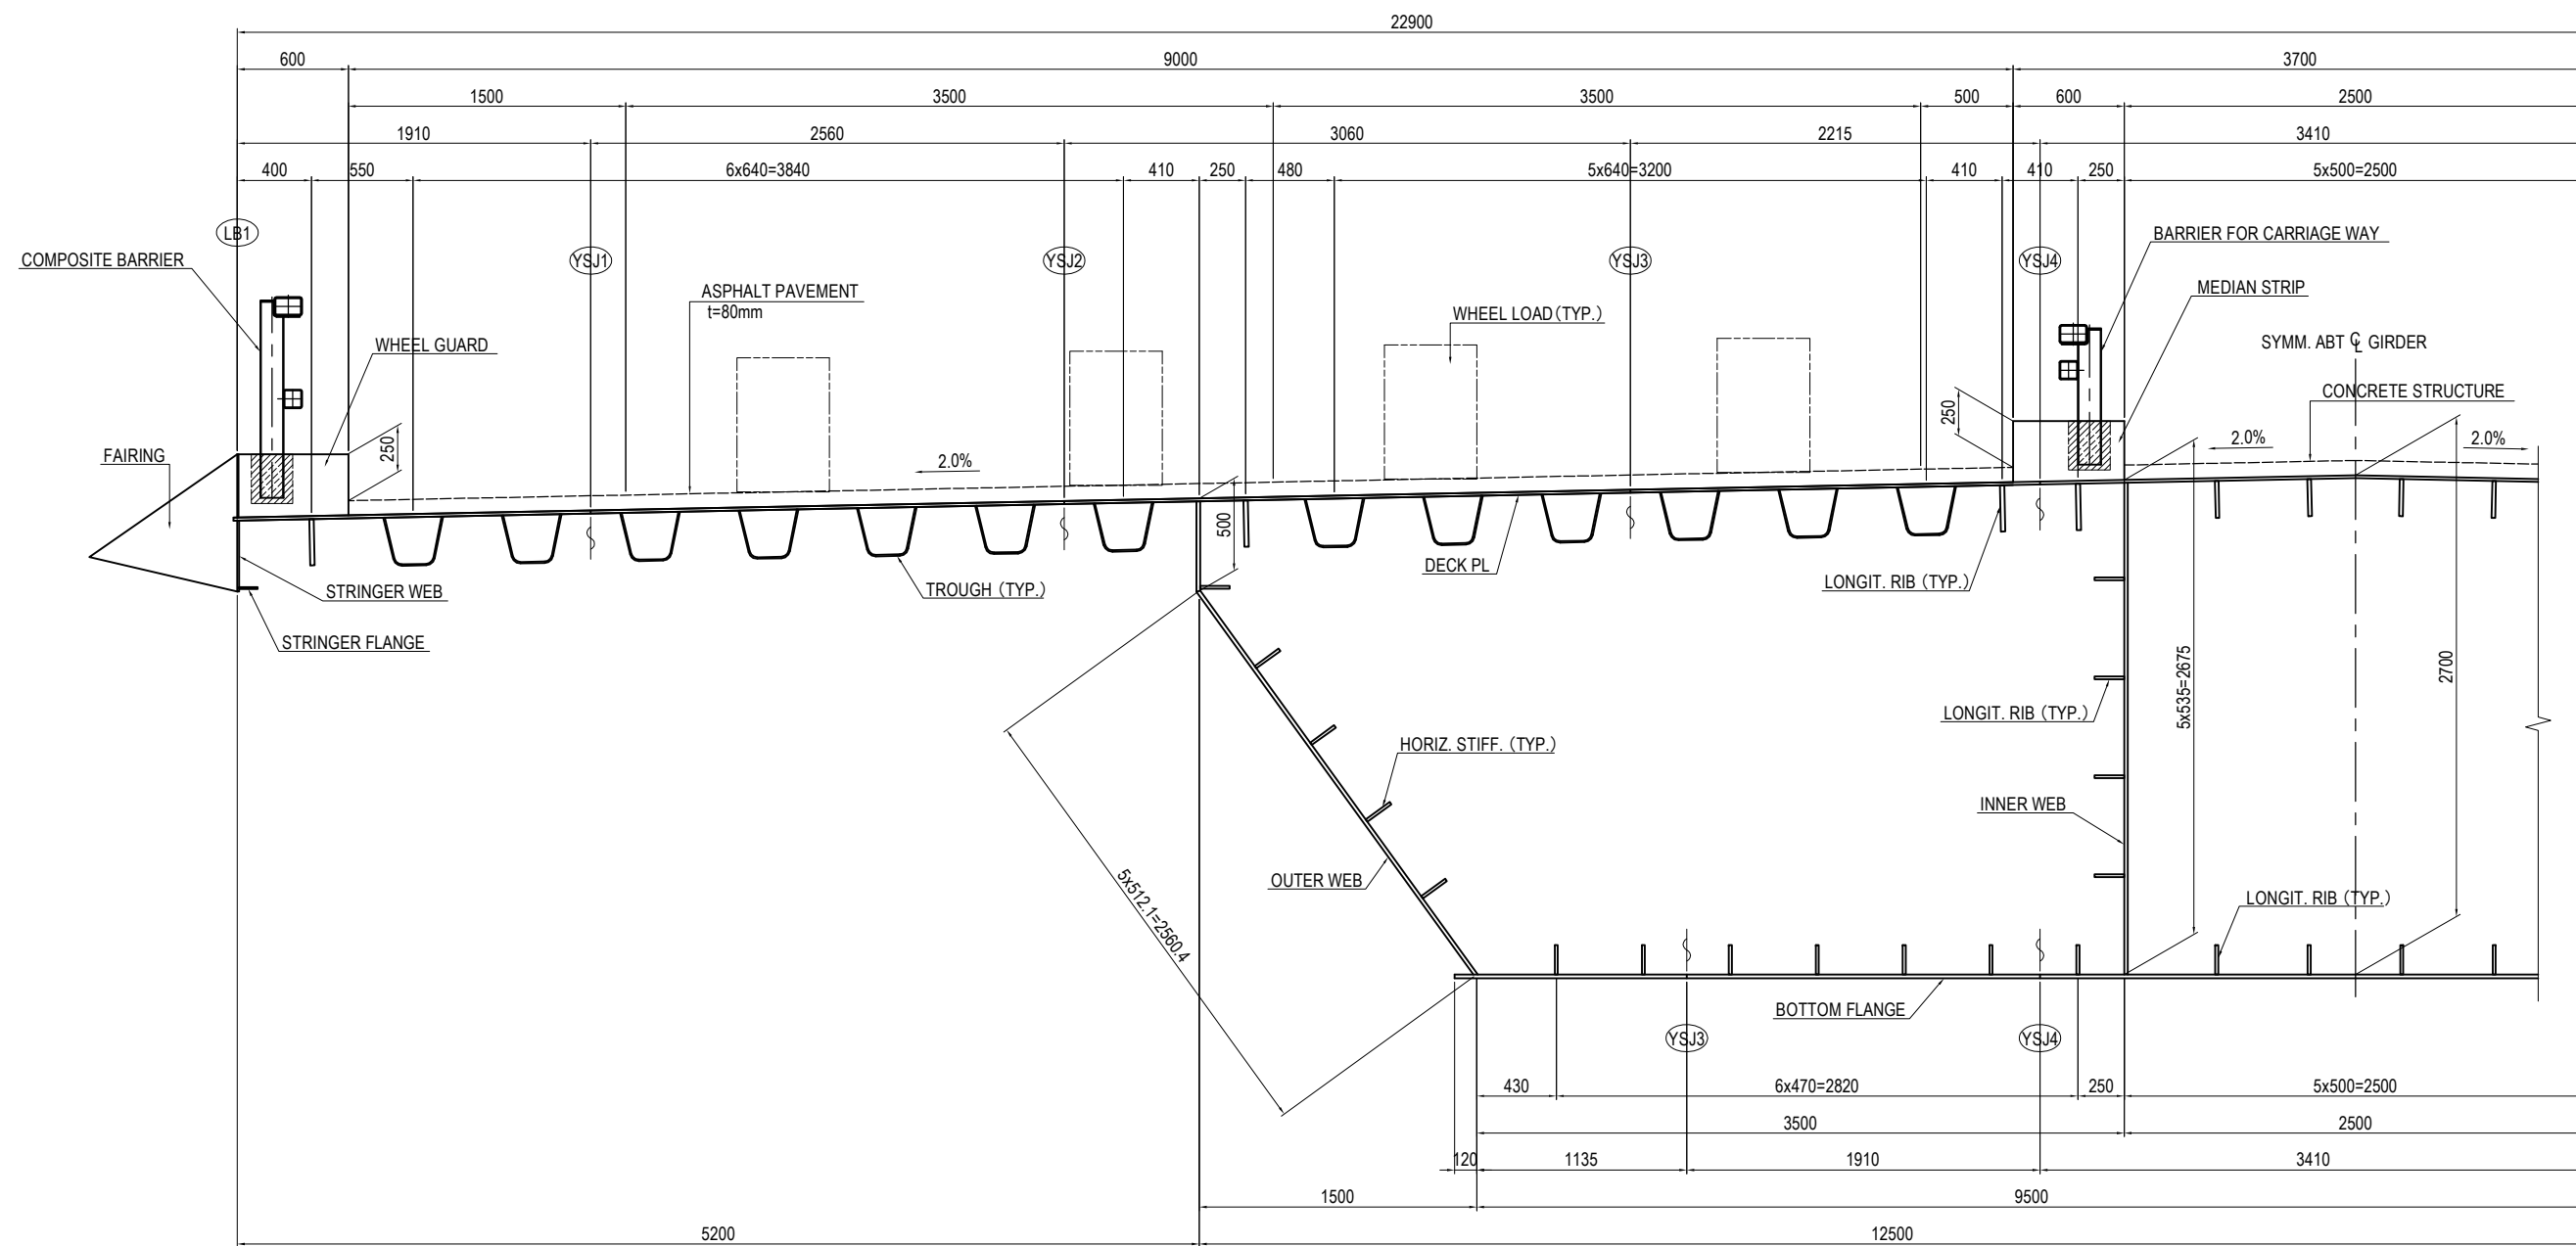 22900
600 9000 3700
1500 3500 3500 500 600 2500
1910 2560 3060 2215 3410
400 550 6x640=3840 410 250 480 5x640=3200 410 410 250 5x500=2500
LB1
YSJ1
YSJ2
YSJ3
YSJ4
COMPOSITE BARRIER
BARRIER FOR CARRIAGE WAY
ASPHALT PAVEMENT
t=80mm
MEDIAN STRIP
WHEEL LOAD (TYP.)
WHEEL GUARD
SYMM. ABT ℄ GIRDER
CONCRETE STRUCTURE
250
250
FAIRING
2.0%
2.0%
2.0%
500
STRINGER WEB
TROUGH (TYP.)
DECK PL
LONGIT. RIB (TYP.)
STRINGER FLANGE
5x535=2675
2700
LONGIT. RIB (TYP.)
HORIZ. STIFF. (TYP.)
INNER WEB
OUTER WEB
5x512.1=2560.4
LONGIT. RIB (TYP.)
BOTTOM FLANGE
YSJ3
YSJ4
430 6x470=2820 250 5x500=2500
3500 2500
120 1135 1910 3410
1500 9500
5200 12500